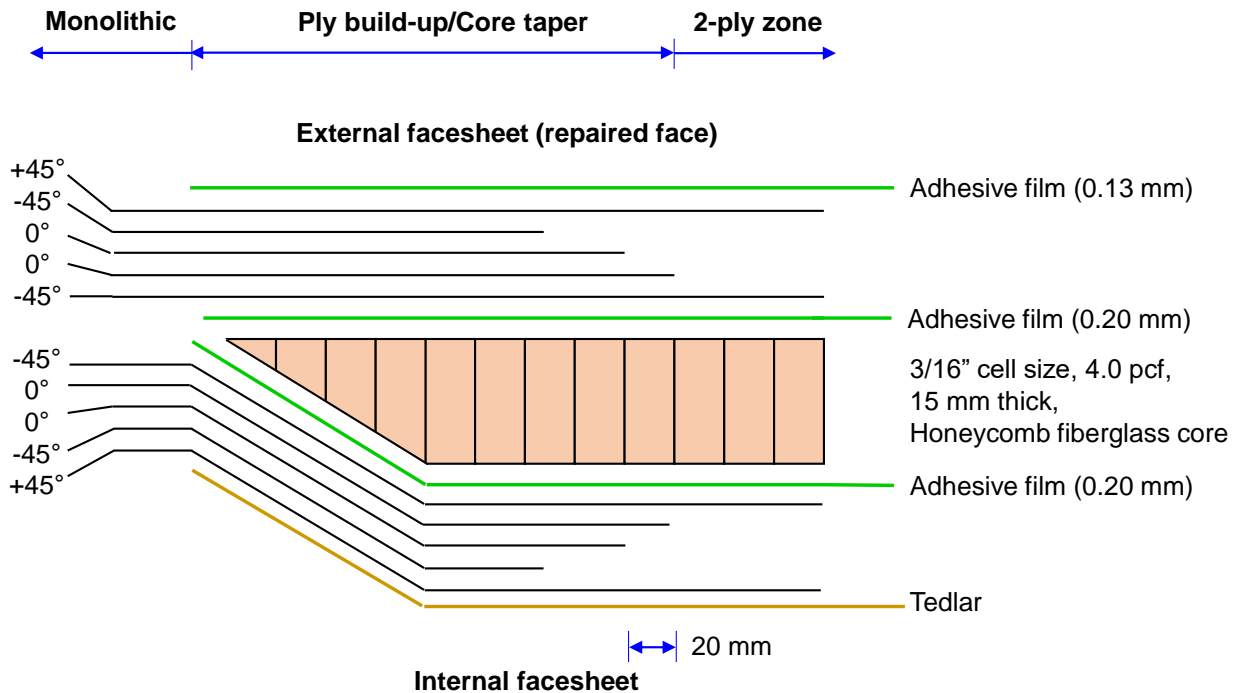 Monolithic
Ply build-up/Core taper
2-ply zone
External facesheet (repaired face)
+45°
-45°
0°
0°
-45°
Adhesive film (0.13 mm)
Adhesive film (0.20 mm)
-45°
0°
0°
-45°
+45°
3/16” cell size, 4.0 pcf,
15 mm thick,
Honeycomb fiberglass core
Adhesive film (0.20 mm)
Tedlar
20 mm
Internal facesheet